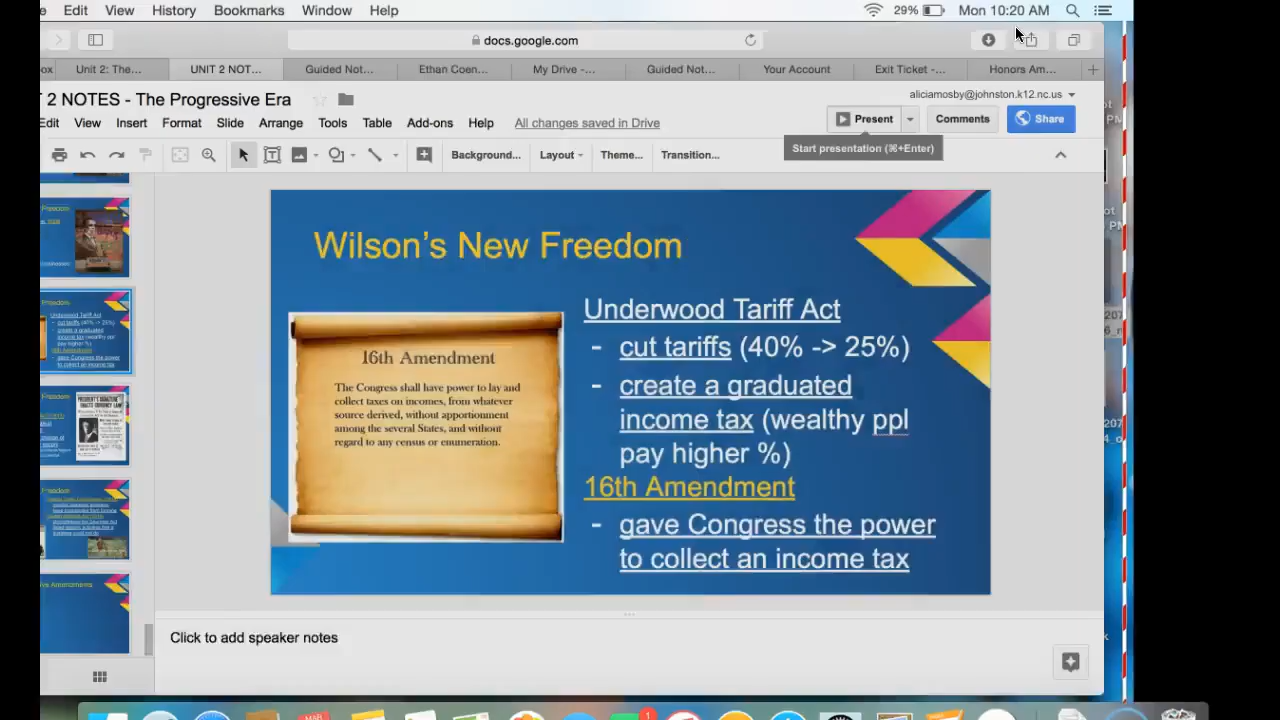 Edit View History Bookmarks Window Help 29% Mon 10:20 AM
docs.google.com
Unit 2: The... UNIT 2 NOT... Guided Not... Ethan Coen... My Drive -... Guided Not... Your Account Exit Ticket -... Honors Am...
2 NOTES - The Progressive Era
aliciamosby@johnston.k12.nc.us
View Insert Format Slide Arrange Tools Table Add-ons Help All changes saved in Drive
Present Comments Share
Background... Layout Theme... Transition...
Start presentation (⌘+Enter)
Wilson's New Freedom
16th Amendment
The Congress shall have power to lay and
collect taxes on incomes, from whatever
source derived, without apportionment
among the several States, and without
regard to any census or enumeration.
Underwood Tariff Act
- cut tariffs (40% -> 25%)
- create a graduated
income tax (wealthy ppl
pay higher %)
16th Amendment
- gave Congress the power
to collect an income tax
Click to add speaker notes